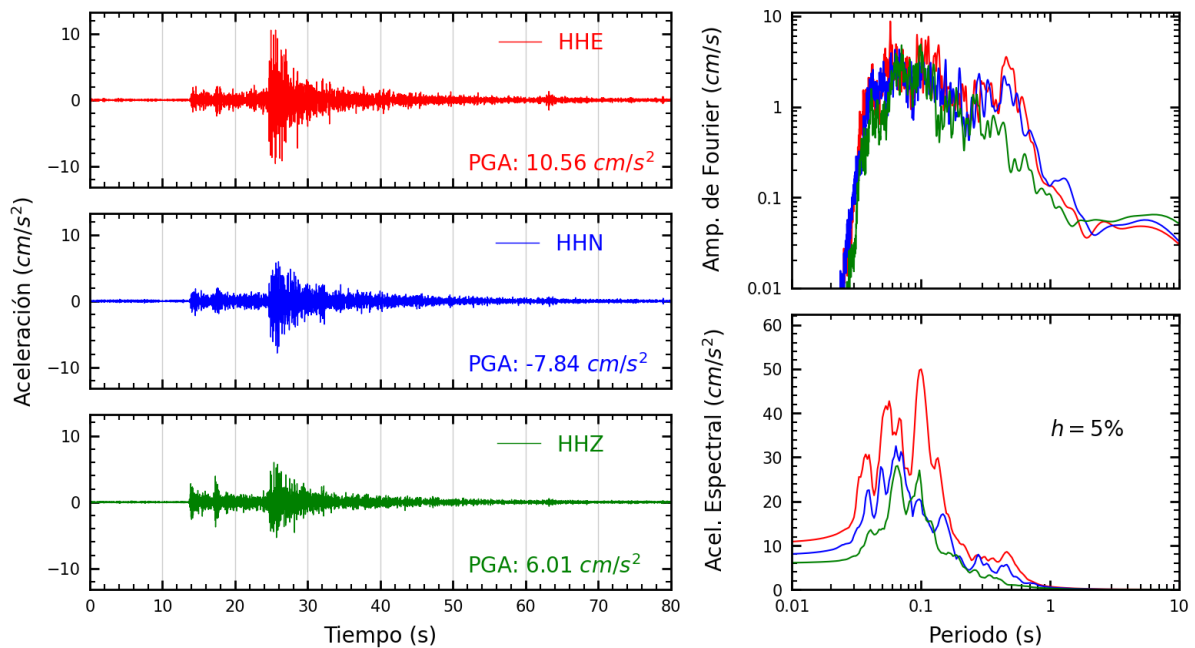 Aceleración (cm/s²)
10
0
−10
HHE
PGA: 10.56 cm/s²
10
0
−10
HHN
PGA: -7.84 cm/s²
10
0
−10
HHZ
PGA: 6.01 cm/s²
0 10 20 30 40 50 60 70 80
Tiempo (s)
Amp. de Fourier (cm/s)
10
1
0.1
0.01
Acel. Espectral (cm/s²)
60
50
40
30
20
10
0
h = 5%
0.01 0.1 1 10
Periodo (s)